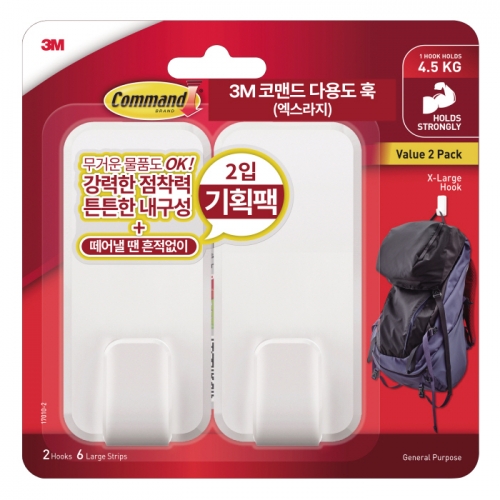 3M
Command
BRAND
3M 코맨드 다용도 훅
(엑스라지)
1 HOOK HOLDS
4.5 KG
HOLDS
STRONGLY
Value 2 Pack
X-Large
Hook
무거운 물품도 OK!
강력한 점착력
튼튼한 내구성
+
떼어낼 땐 흔적없이
2입
기획팩
17010-2
2 Hooks 6 Large Strips
General Purpose